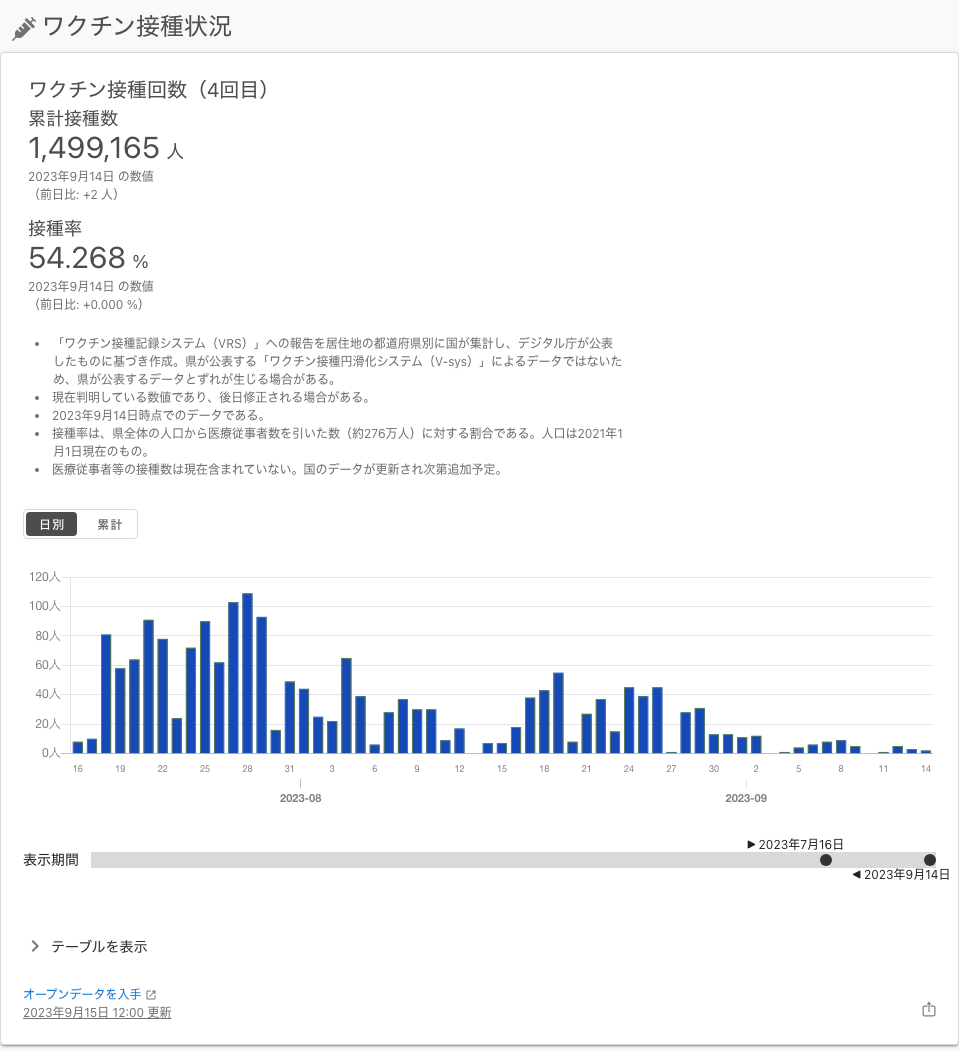 ワクチン接種状況
ワクチン接種回数（4回目）
累計接種数
1,499,165 人
2023年9月14日 の数値
（前日比: +2 人）
接種率
54.268 %
2023年9月14日 の数値
（前日比: +0.000 %）
• 「ワクチン接種記録システム（VRS）」への報告を居住地の都道府県別に国が集計し、デジタル庁が公表
したものに基づき作成。県が公表する「ワクチン接種円滑化システム（V-sys）」によるデータではないた
め、県が公表するデータとずれが生じる場合がある。
• 現在判明している数値であり、後日修正される場合がある。
• 2023年9月14日時点でのデータである。
• 接種率は、県全体の人口から医療従事者数を引いた数（約276万人）に対する割合である。人口は2021年1
月1日現在のもの。
• 医療従事者等の接種数は現在含まれていない。国のデータが更新され次第追加予定。
日別 累計
120人
100人
80人
60人
40人
20人
0人
16 19 22 25 28 31 3 6 9 12 15 18 21 24 27 30 2 5 8 11 14
2023-08 2023-09
▶ 2023年7月16日
表示期間
◀ 2023年9月14日
テーブルを表示
オープンデータを入手
2023年9月15日 12:00 更新